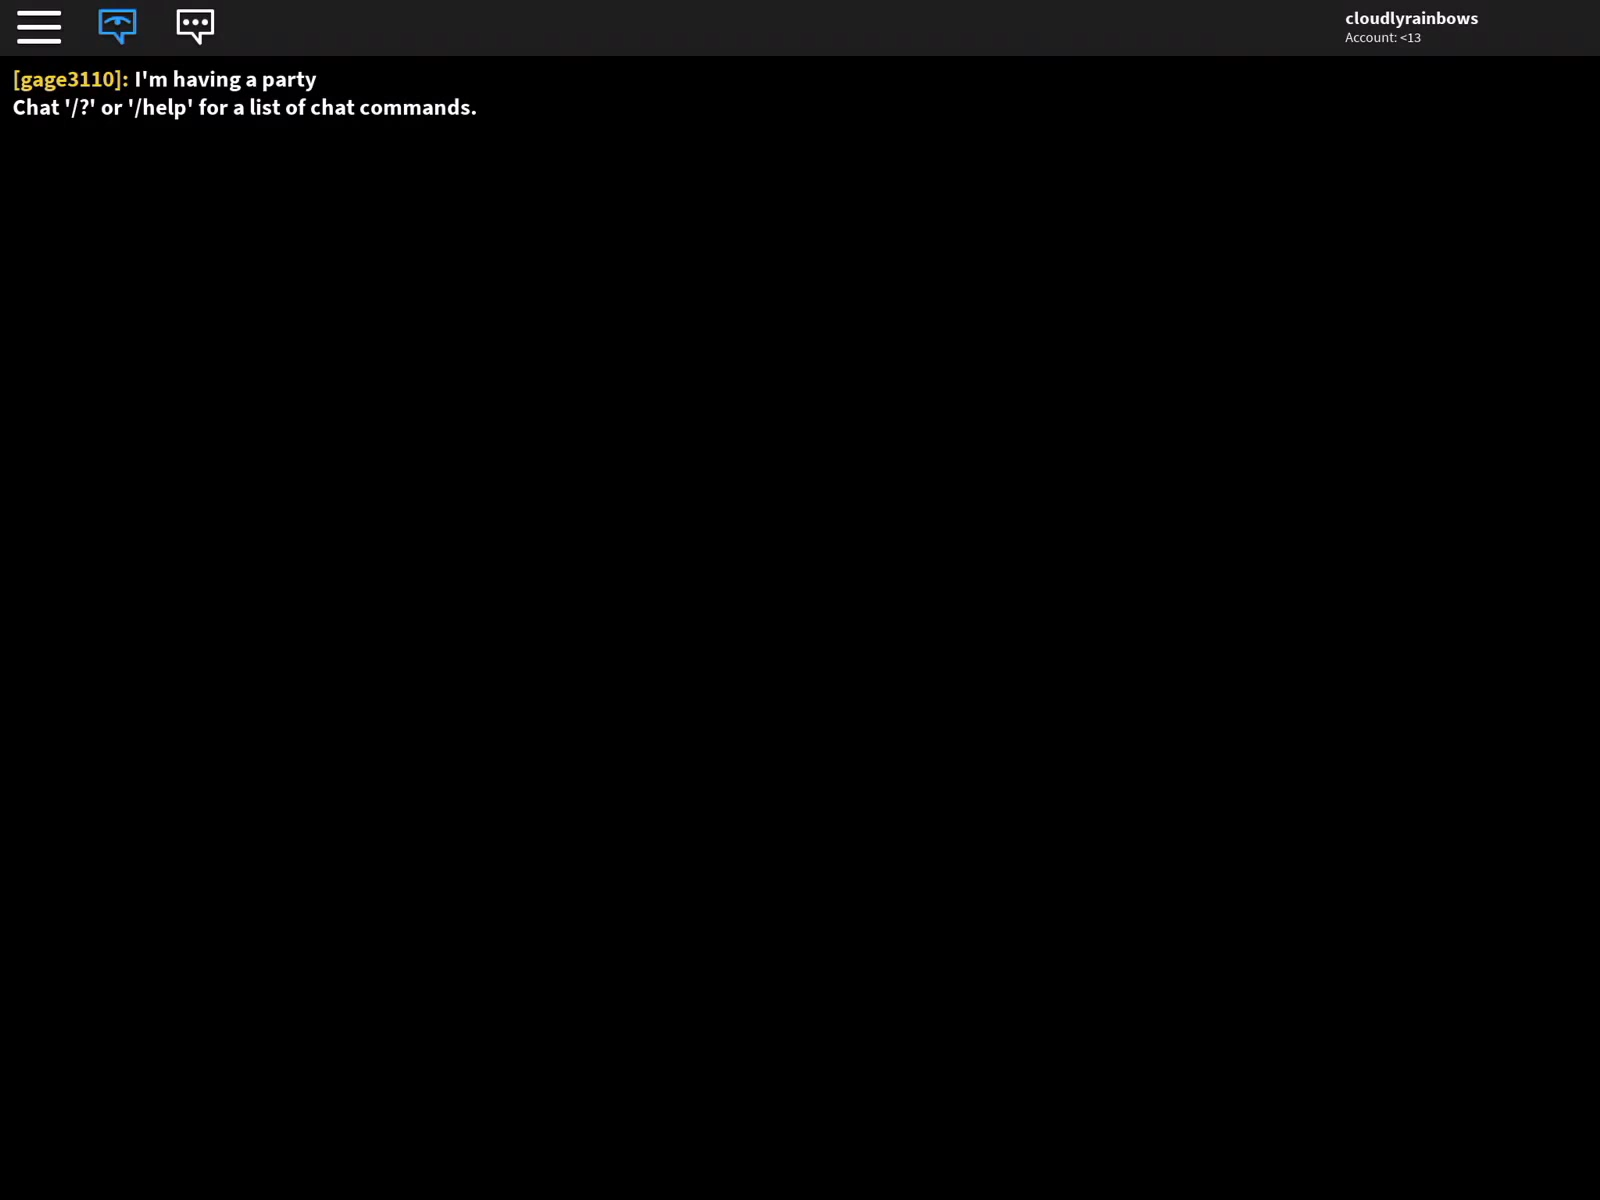 cloudlyrainbows
Account: <13
[gage3110]: I'm having a party
Chat '/?' or '/help' for a list of chat commands.